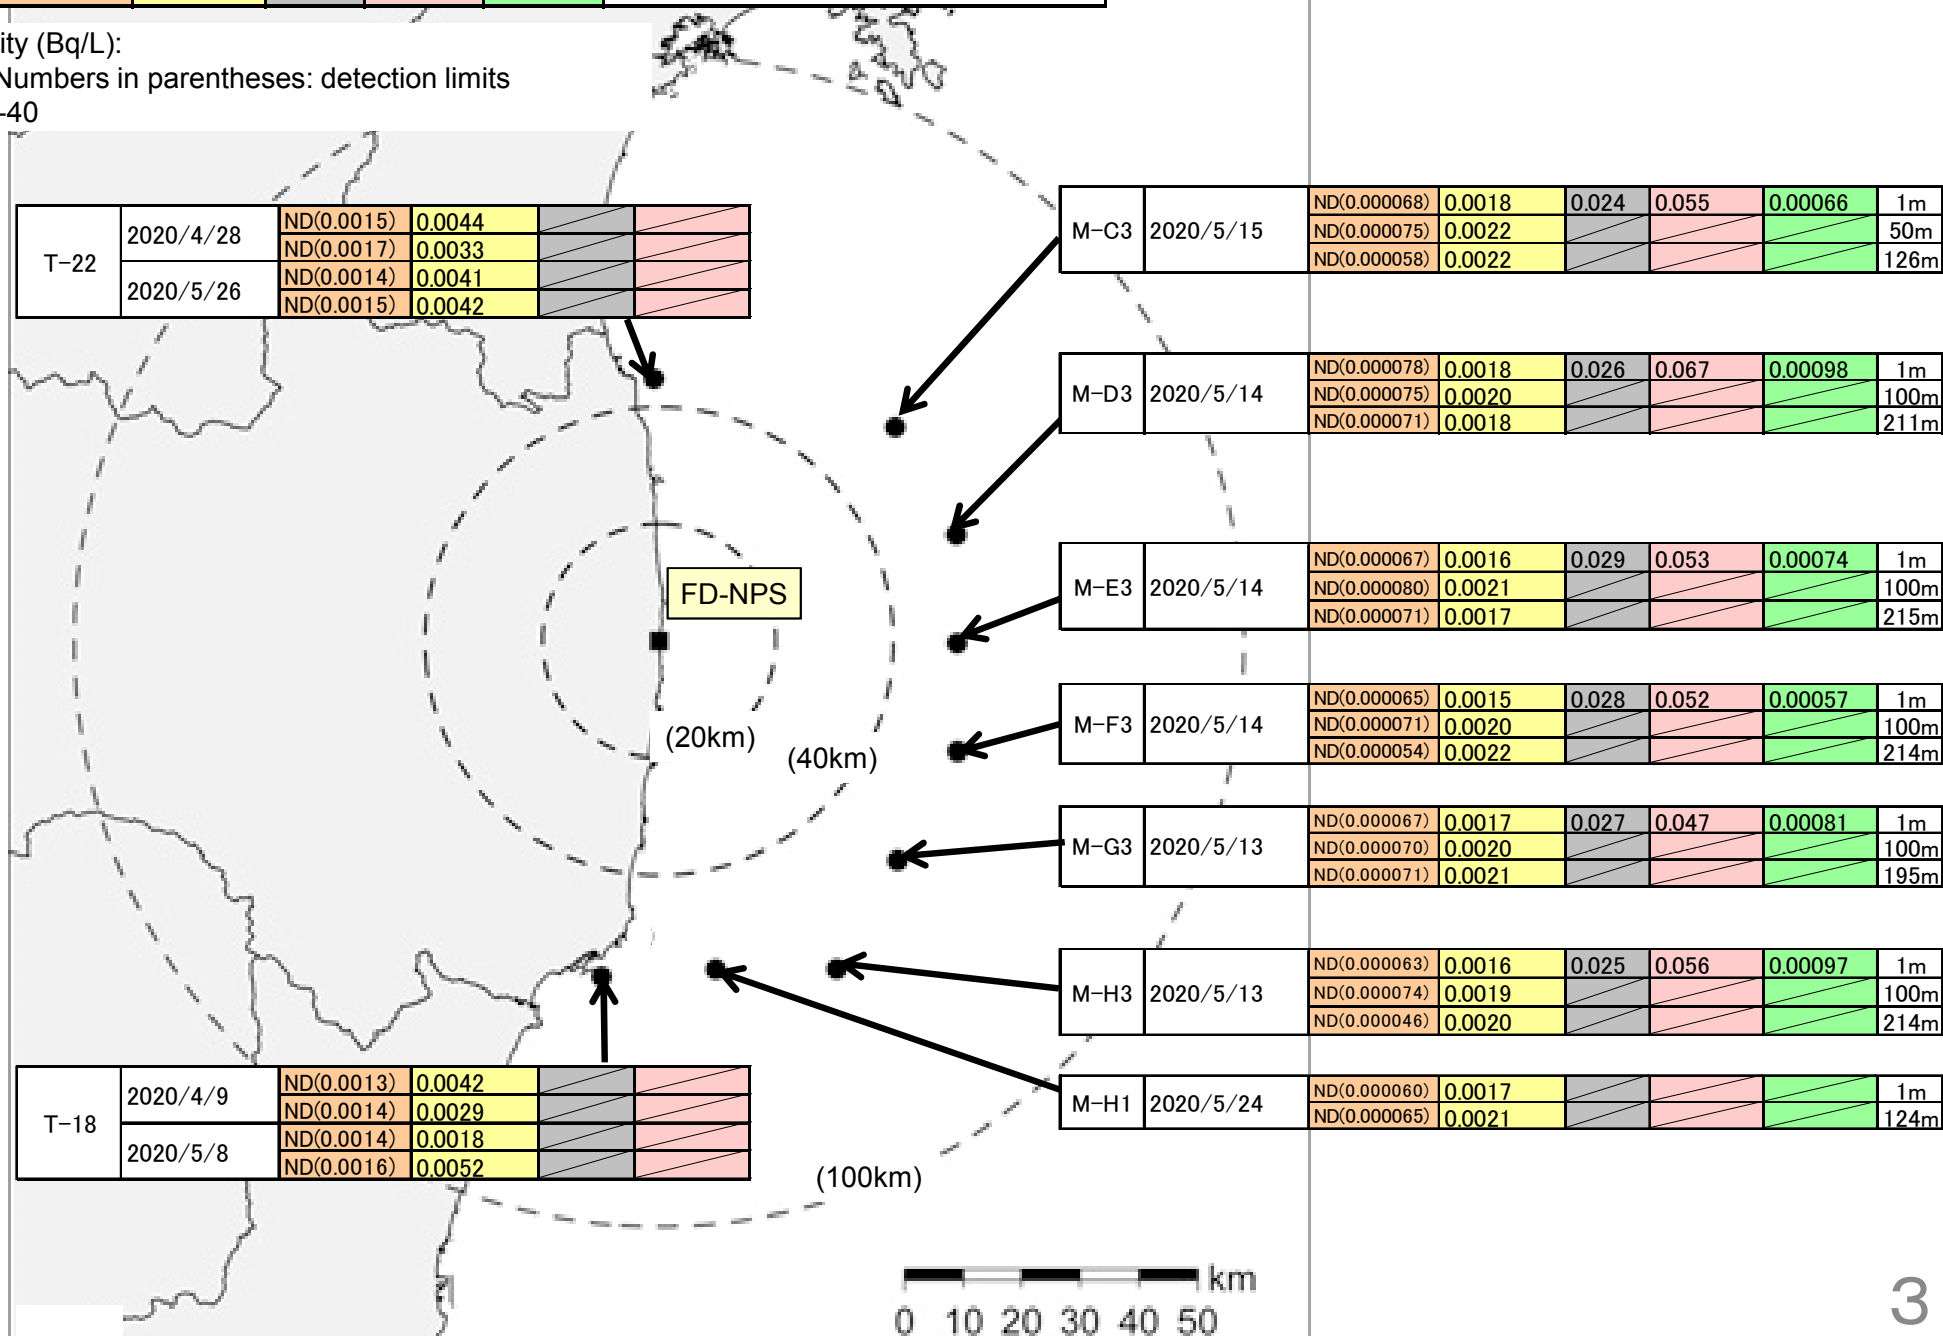 ity (Bq/L):
Numbers in parentheses: detection limits
-40
T-22
2020/4/28
ND(0.0015) 0.0044
ND(0.0017) 0.0033
2020/5/26
ND(0.0014) 0.0041
ND(0.0015) 0.0042
M-C3 2020/5/15
ND(0.000068) 0.0018 0.024 0.055 0.00066 1m
ND(0.000075) 0.0022 50m
ND(0.000058) 0.0022 126m
M-D3 2020/5/14
ND(0.000078) 0.0018 0.026 0.067 0.00098 1m
ND(0.000075) 0.0020 100m
ND(0.000071) 0.0018 211m
FD-NPS
M-E3 2020/5/14
ND(0.000067) 0.0016 0.029 0.053 0.00074 1m
ND(0.000080) 0.0021 100m
ND(0.000071) 0.0017 215m
(20km)
(40km)
M-F3 2020/5/14
ND(0.000065) 0.0015 0.028 0.052 0.00057 1m
ND(0.000071) 0.0020 100m
ND(0.000054) 0.0022 214m
M-G3 2020/5/13
ND(0.000067) 0.0017 0.027 0.047 0.00081 1m
ND(0.000070) 0.0020 100m
ND(0.000071) 0.0021 195m
M-H3 2020/5/13
ND(0.000063) 0.0016 0.025 0.056 0.00097 1m
ND(0.000074) 0.0019 100m
ND(0.000046) 0.0020 214m
T-18
2020/4/9
ND(0.0013) 0.0042
ND(0.0014) 0.0029
2020/5/8
ND(0.0014) 0.0018
ND(0.0016) 0.0052
M-H1 2020/5/24
ND(0.000060) 0.0017 1m
ND(0.000065) 0.0021 124m
(100km)
km
0 10 20 30 40 50
3